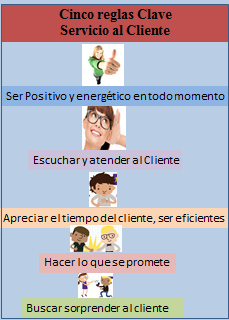 Cinco reglas Clave
Servicio al Cliente
Ser Positivo y energético en todo momento
Escuchar y atender al Cliente
Apreciar el tiempo del cliente, ser eficientes
Hacer lo que se promete
Buscar sorprender al cliente